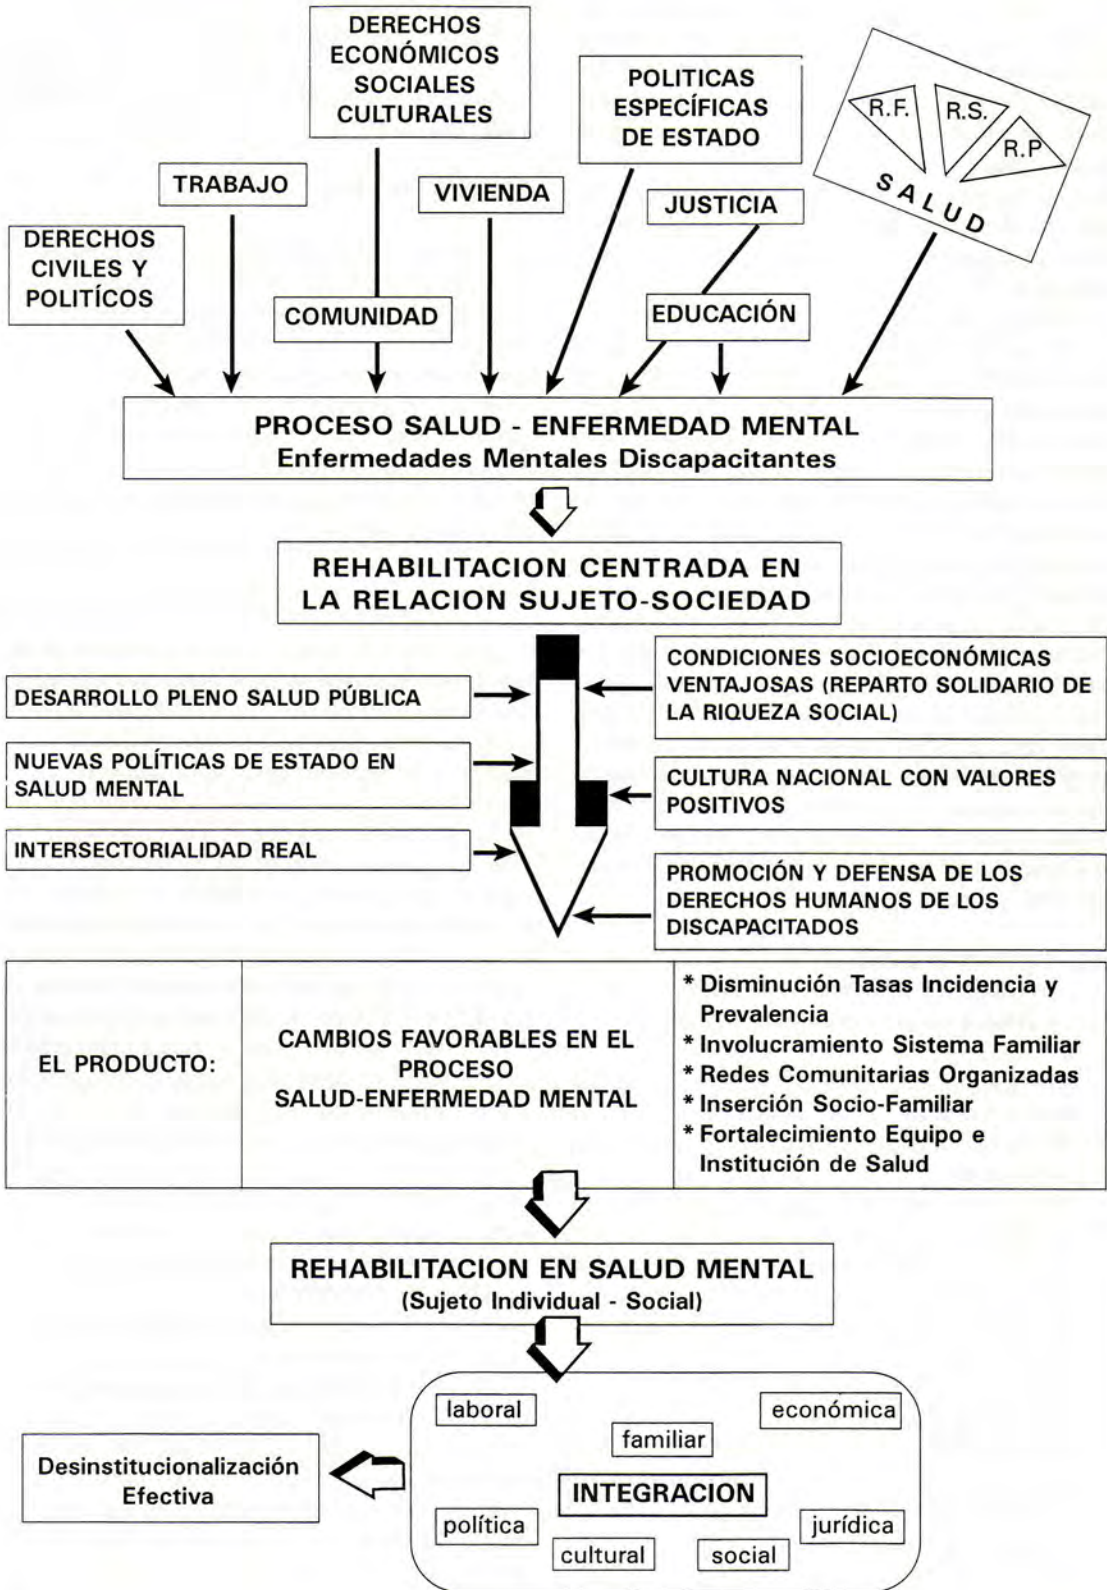 DERECHOS
ECONÓMICOS
SOCIALES
CULTURALES
POLITICAS
ESPECÍFICAS
DE ESTADO
R.F.
R.S.
R.P
SALUD
TRABAJO
VIVIENDA
JUSTICIA
DERECHOS
CIVILES Y
POLITÍCOS
COMUNIDAD
EDUCACIÓN
PROCESO SALUD - ENFERMEDAD MENTAL
Enfermedades Mentales Discapacitantes
REHABILITACION CENTRADA EN
LA RELACION SUJETO-SOCIEDAD
DESARROLLO PLENO SALUD PÚBLICA
CONDICIONES SOCIOECONÓMICAS
VENTAJOSAS (REPARTO SOLIDARIO DE
LA RIQUEZA SOCIAL)
NUEVAS POLÍTICAS DE ESTADO EN
SALUD MENTAL
CULTURA NACIONAL CON VALORES
POSITIVOS
INTERSECTORIALIDAD REAL
PROMOCIÓN Y DEFENSA DE LOS
DERECHOS HUMANOS DE LOS
DISCAPACITADOS
EL PRODUCTO:
CAMBIOS FAVORABLES EN EL
PROCESO
SALUD-ENFERMEDAD MENTAL
* Disminución Tasas Incidencia y
Prevalencia
* Involucramiento Sistema Familiar
* Redes Comunitarias Organizadas
* Inserción Socio-Familiar
* Fortalecimiento Equipo e
Institución de Salud
REHABILITACION EN SALUD MENTAL
(Sujeto Individual - Social)
laboral
económica
familiar
Desinstitucionalización
Efectiva
INTEGRACION
política
jurídica
cultural
social